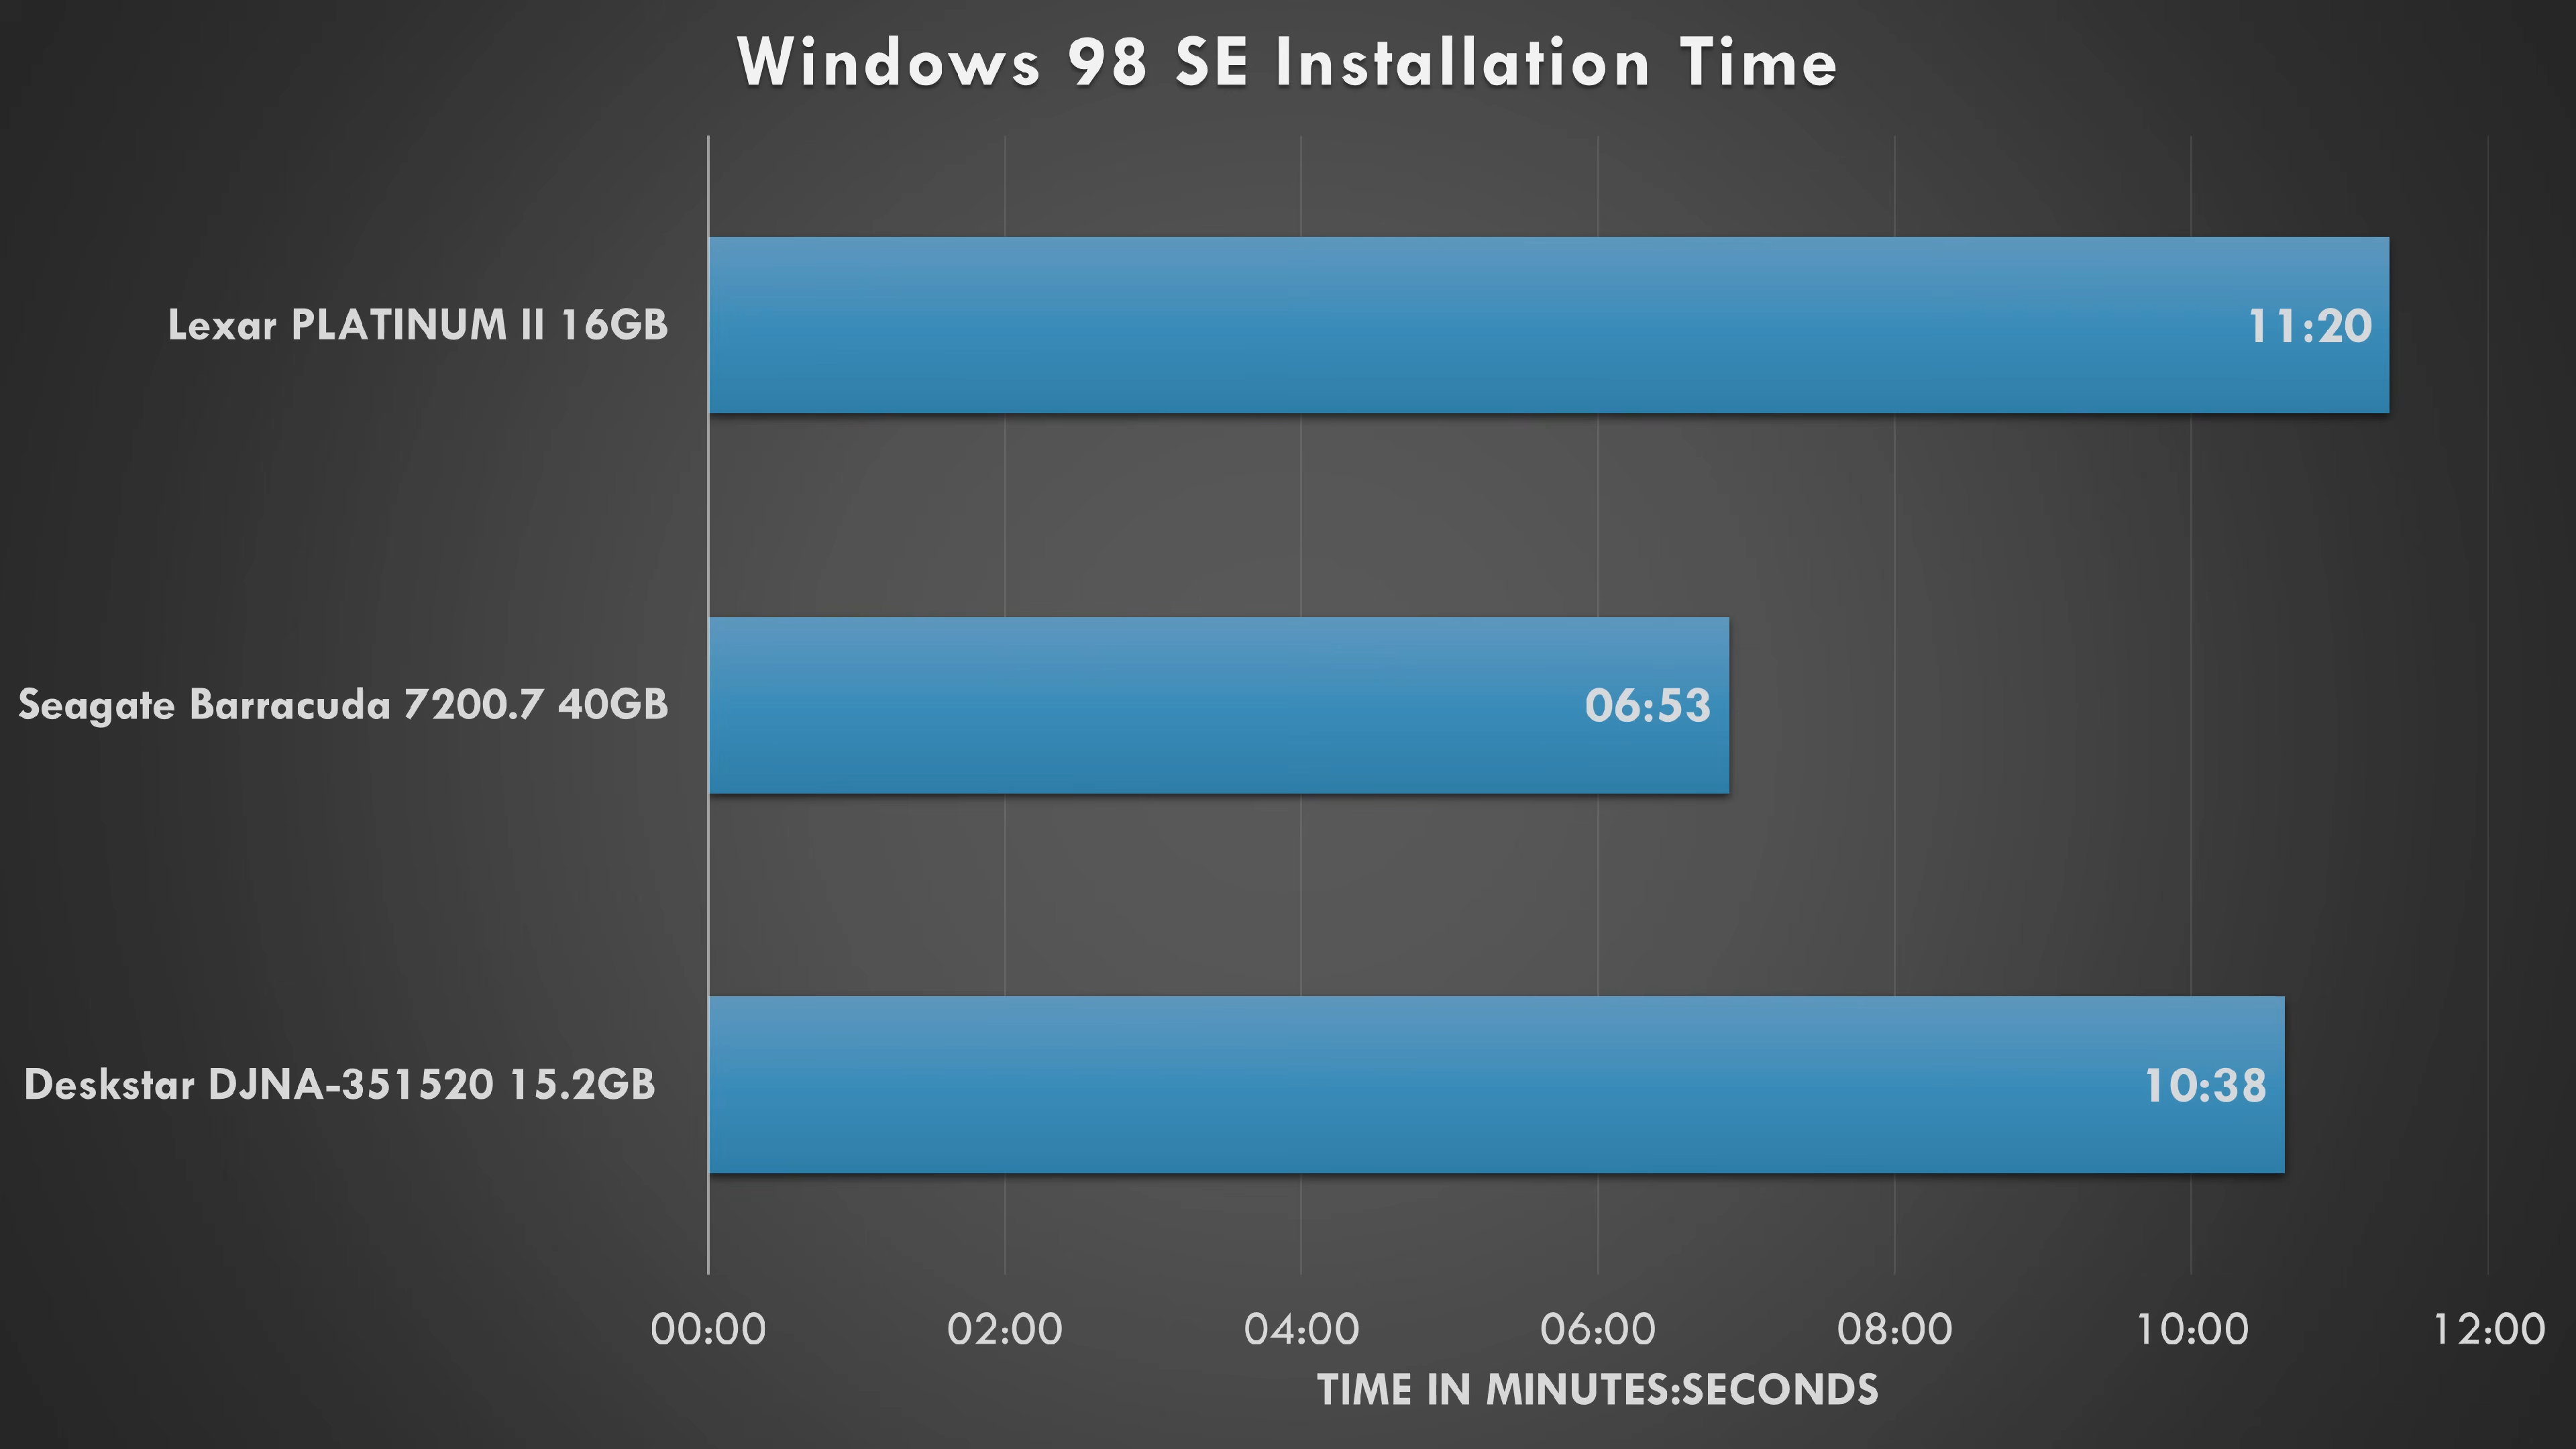 Windows 98 SE Installation Time
Lexar PLATINUM II 16GB
11:20
Seagate Barracuda 7200.7 40GB
06:53
Deskstar DJNA-351520 15.2GB
10:38
00:00 02:00 04:00 06:00 08:00 10:00 12:00
TIME IN MINUTES:SECONDS